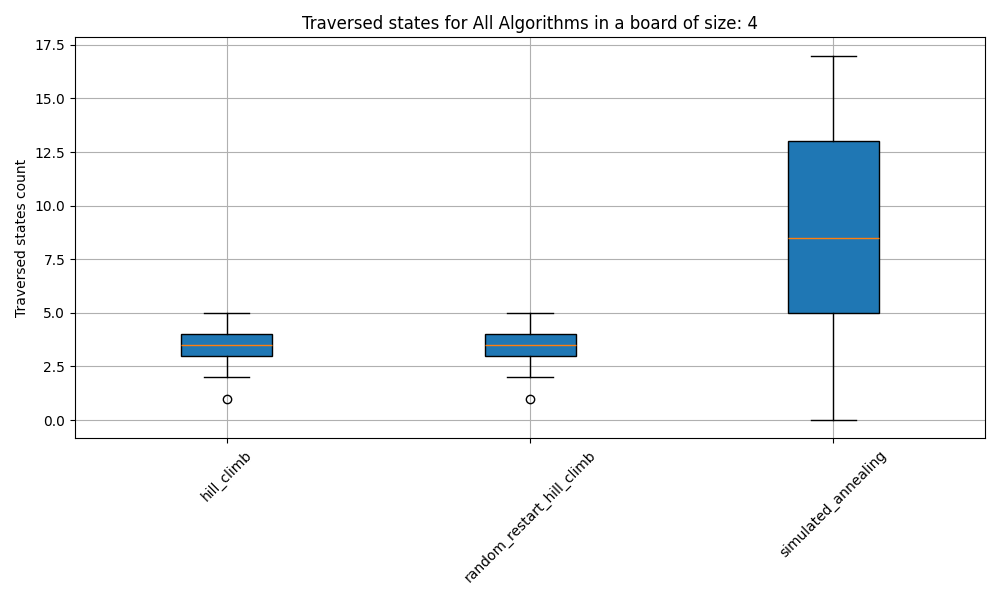 Traversed states for All Algorithms in a board of size: 4
Traversed states count
17.5
15.0
12.5
10.0
7.5
5.0
2.5
0.0
hill_climb
random_restart_hill_climb
simulated_annealing